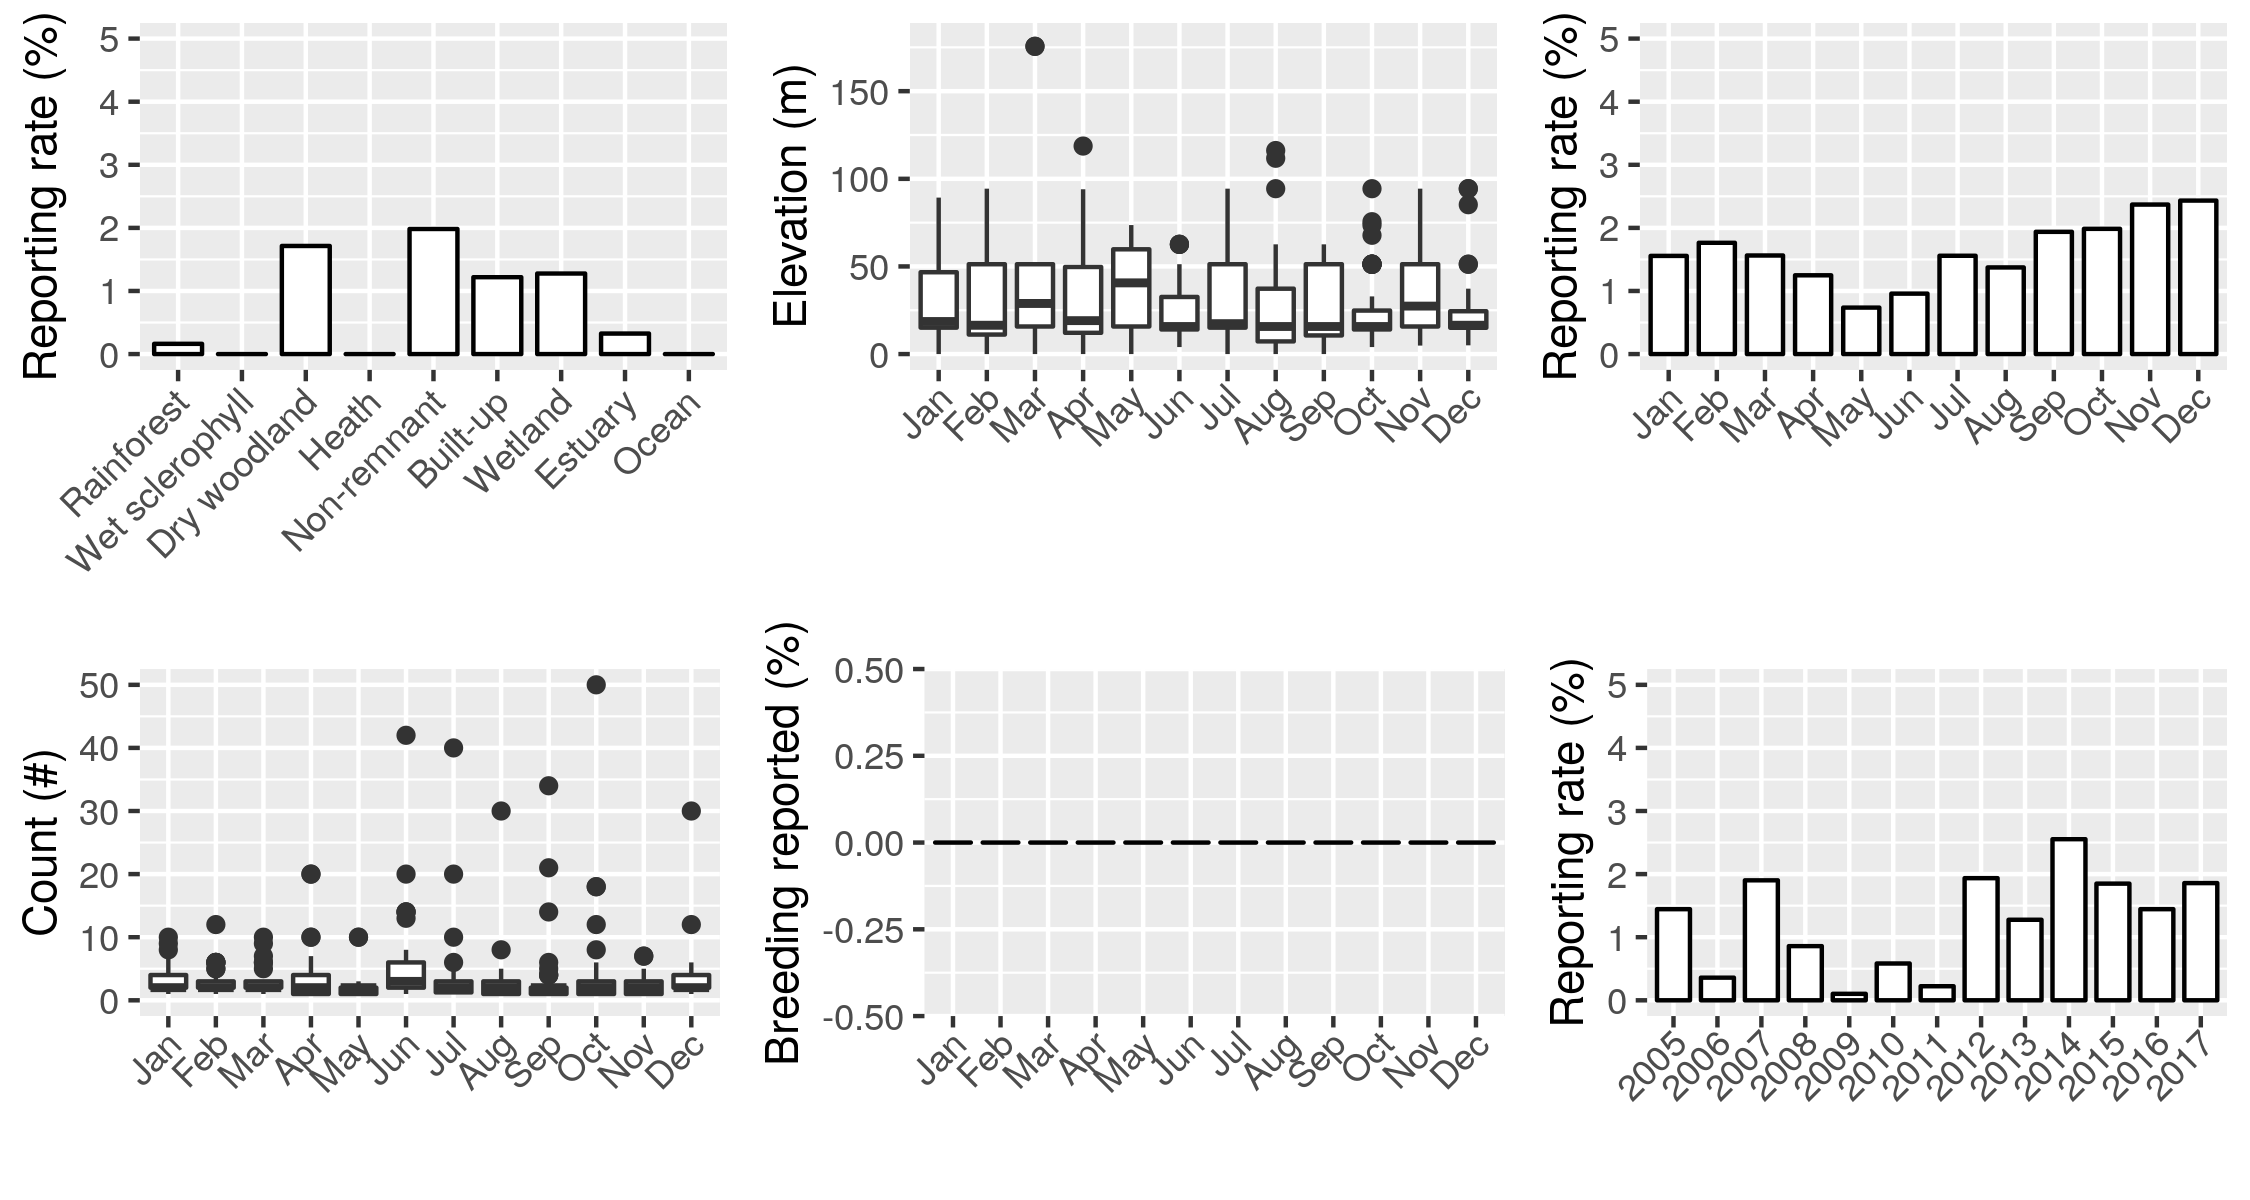 Reporting rate (%)
5
4
3
2
1
0
Rainforest
Wet sclerophyll
Dry woodland
Heath
Non-remnant
Built-up
Wetland
Estuary
Ocean
Elevation (m)
150
100
50
0
Jan
Feb
Mar
Apr
May
Jun
Jul
Aug
Sep
Oct
Nov
Dec
Reporting rate (%)
5
4
3
2
1
0
Jan
Feb
Mar
Apr
May
Jun
Jul
Aug
Sep
Oct
Nov
Dec
Count (#)
50
40
30
20
10
0
Jan
Feb
Mar
Apr
May
Jun
Jul
Aug
Sep
Oct
Nov
Dec
Breeding reported (%)
0.50
0.25
0.00
-0.25
-0.50
Jan
Feb
Mar
Apr
May
Jun
Jul
Aug
Sep
Oct
Nov
Dec
Reporting rate (%)
5
4
3
2
1
0
2005
2006
2007
2008
2009
2010
2011
2012
2013
2014
2015
2016
2017